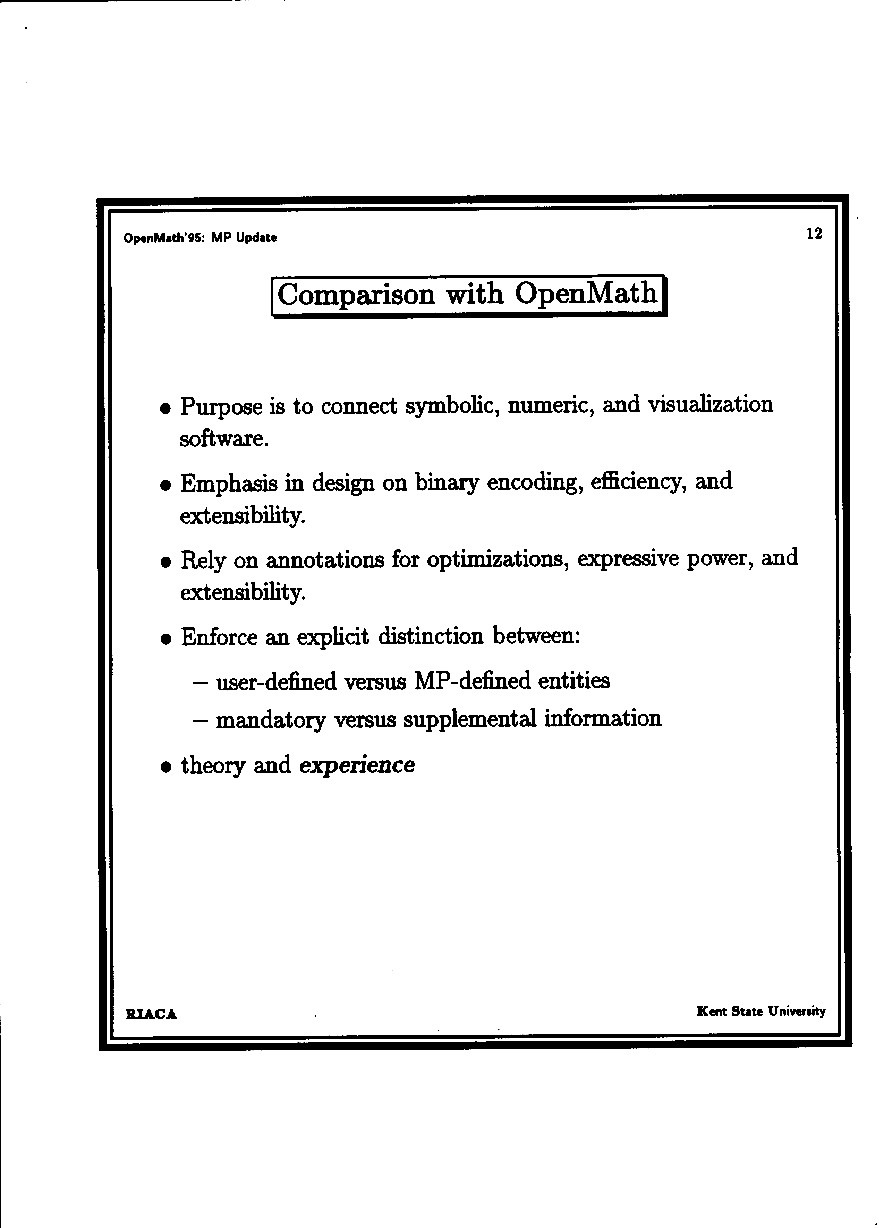 OpenMath'95: MP Update 12
Comparison with OpenMath
• Purpose is to connect symbolic, numeric, and visualization
software.
• Emphasis in design on binary encoding, efficiency, and
extensibility.
• Rely on annotations for optimizations, expressive power, and
extensibility.
• Enforce an explicit distinction between:
– user-defined versus MP-defined entities
– mandatory versus supplemental information
• theory and experience
RIACA Kent State University